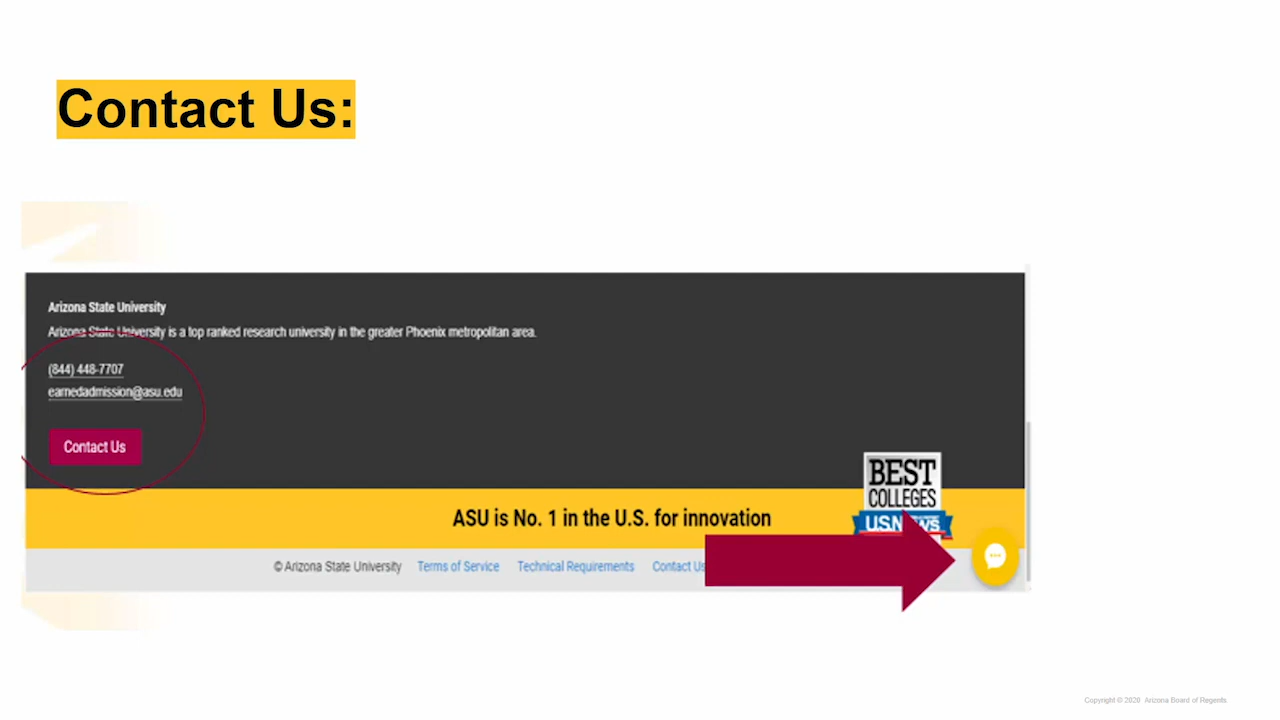 Contact Us:
Arizona State University
Arizona State University is a top ranked research university in the greater Phoenix metropolitan area.
(844) 448-7707
earnedadmission@asu.edu
Contact Us
BEST
COLLEGES
U.S.NEWS
ASU is No. 1 in the U.S. for innovation
© Arizona State University Terms of Service Technical Requirements Contact Us
Copyright © 2020 Arizona Board of Regents